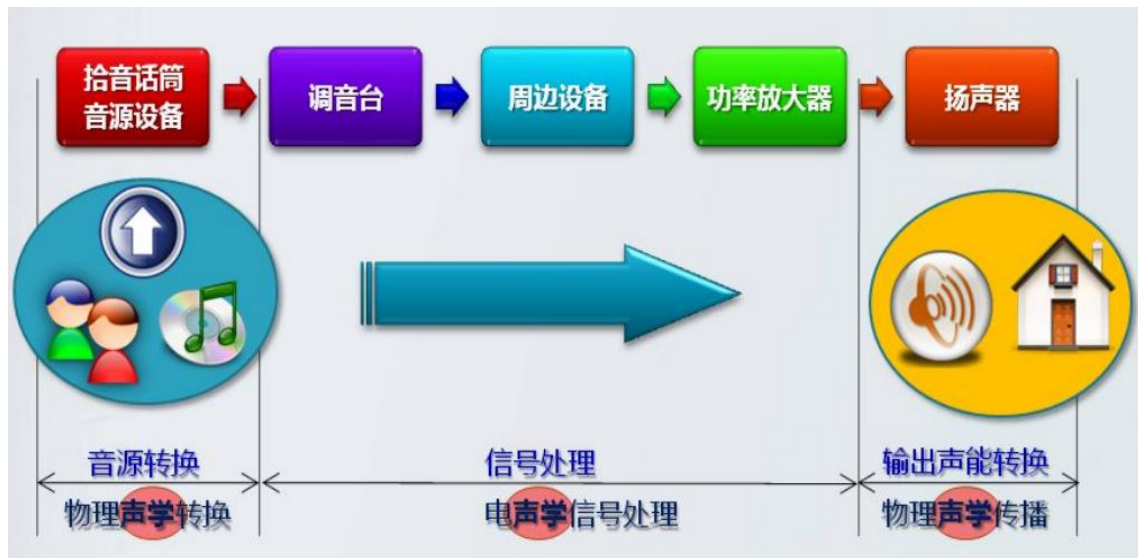 拾音话筒
音源设备
调音台
周边设备
功率放大器
扬声器
音源转换
信号处理
输出声能转换
物理声学转换
电声学信号处理
物理声学传播